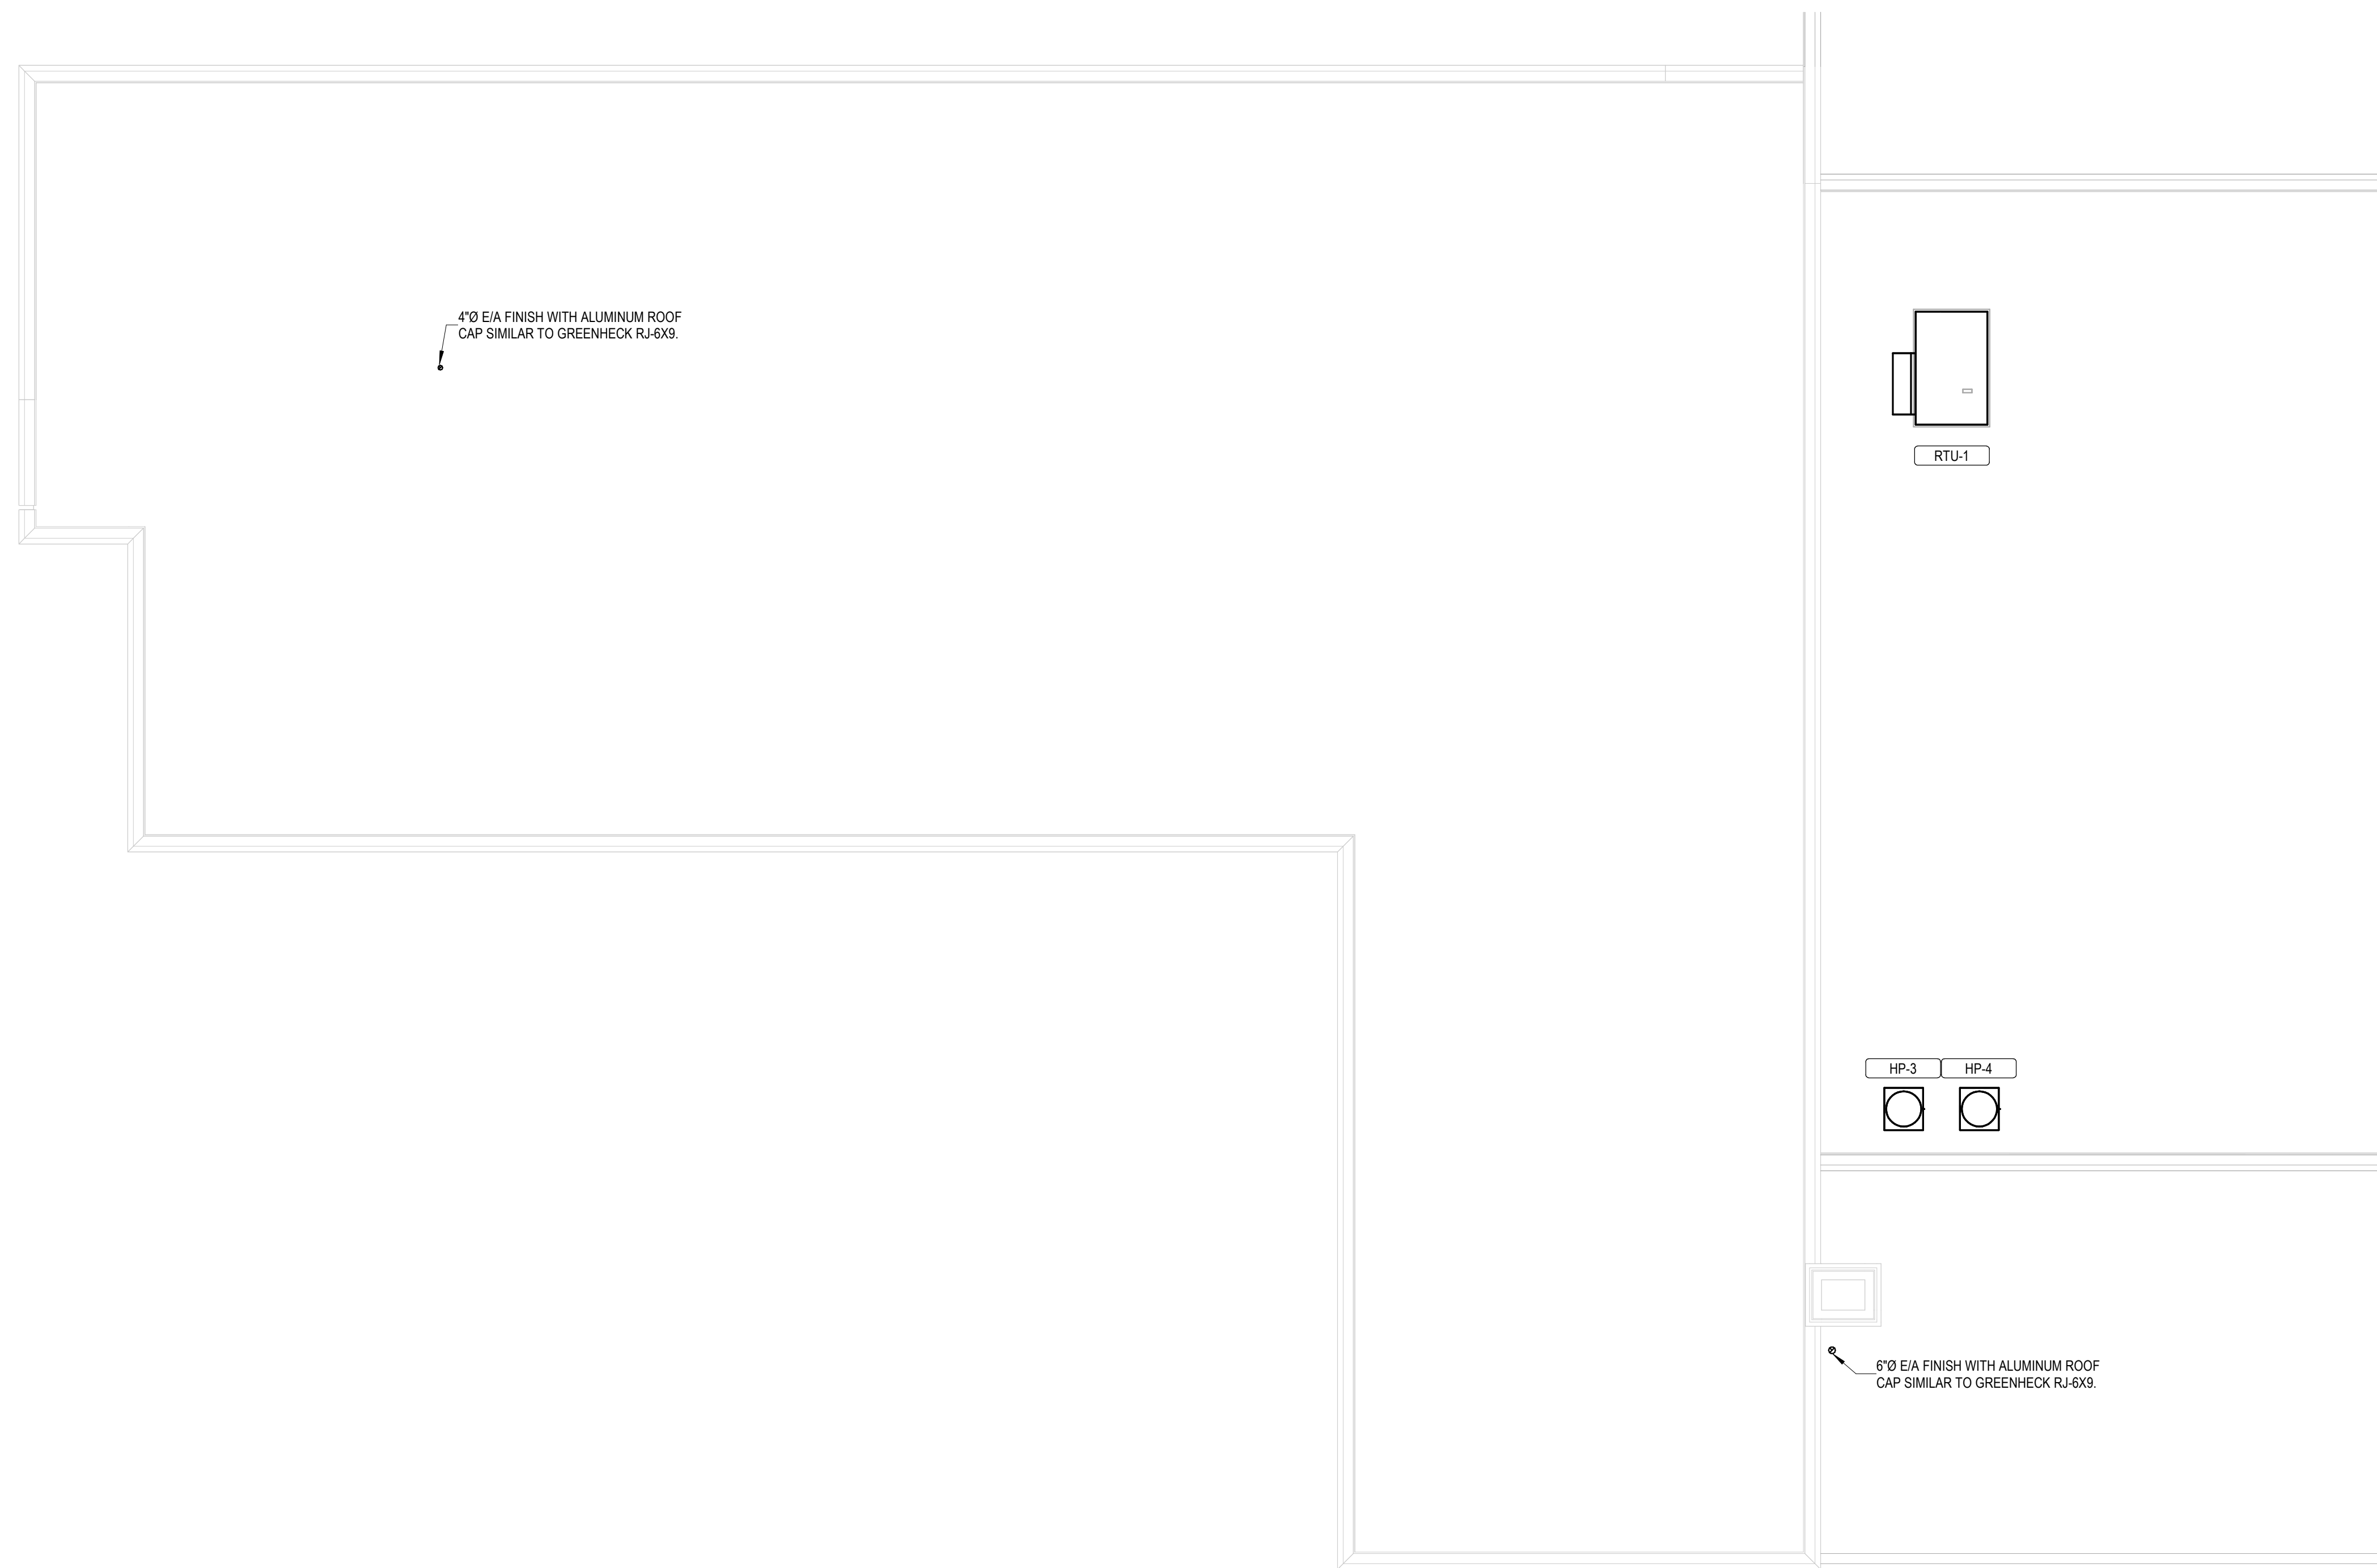 4"Ø E/A FINISH WITH ALUMINUM ROOF
CAP SIMILAR TO GREENHECK RJ-6X9.
RTU-1
HP-3
HP-4
6"Ø E/A FINISH WITH ALUMINUM ROOF
CAP SIMILAR TO GREENHECK RJ-6X9.